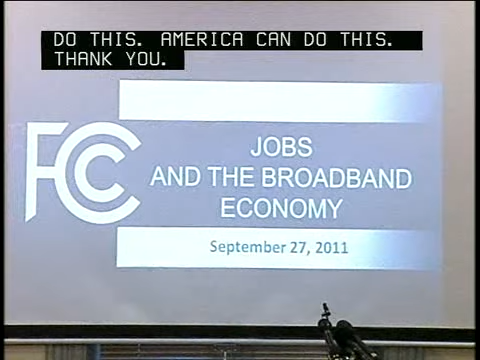 DO THIS. AMERICA CAN DO THIS.
THANK YOU.
FCC
JOBS
AND THE BROADBAND
ECONOMY
September 27, 2011